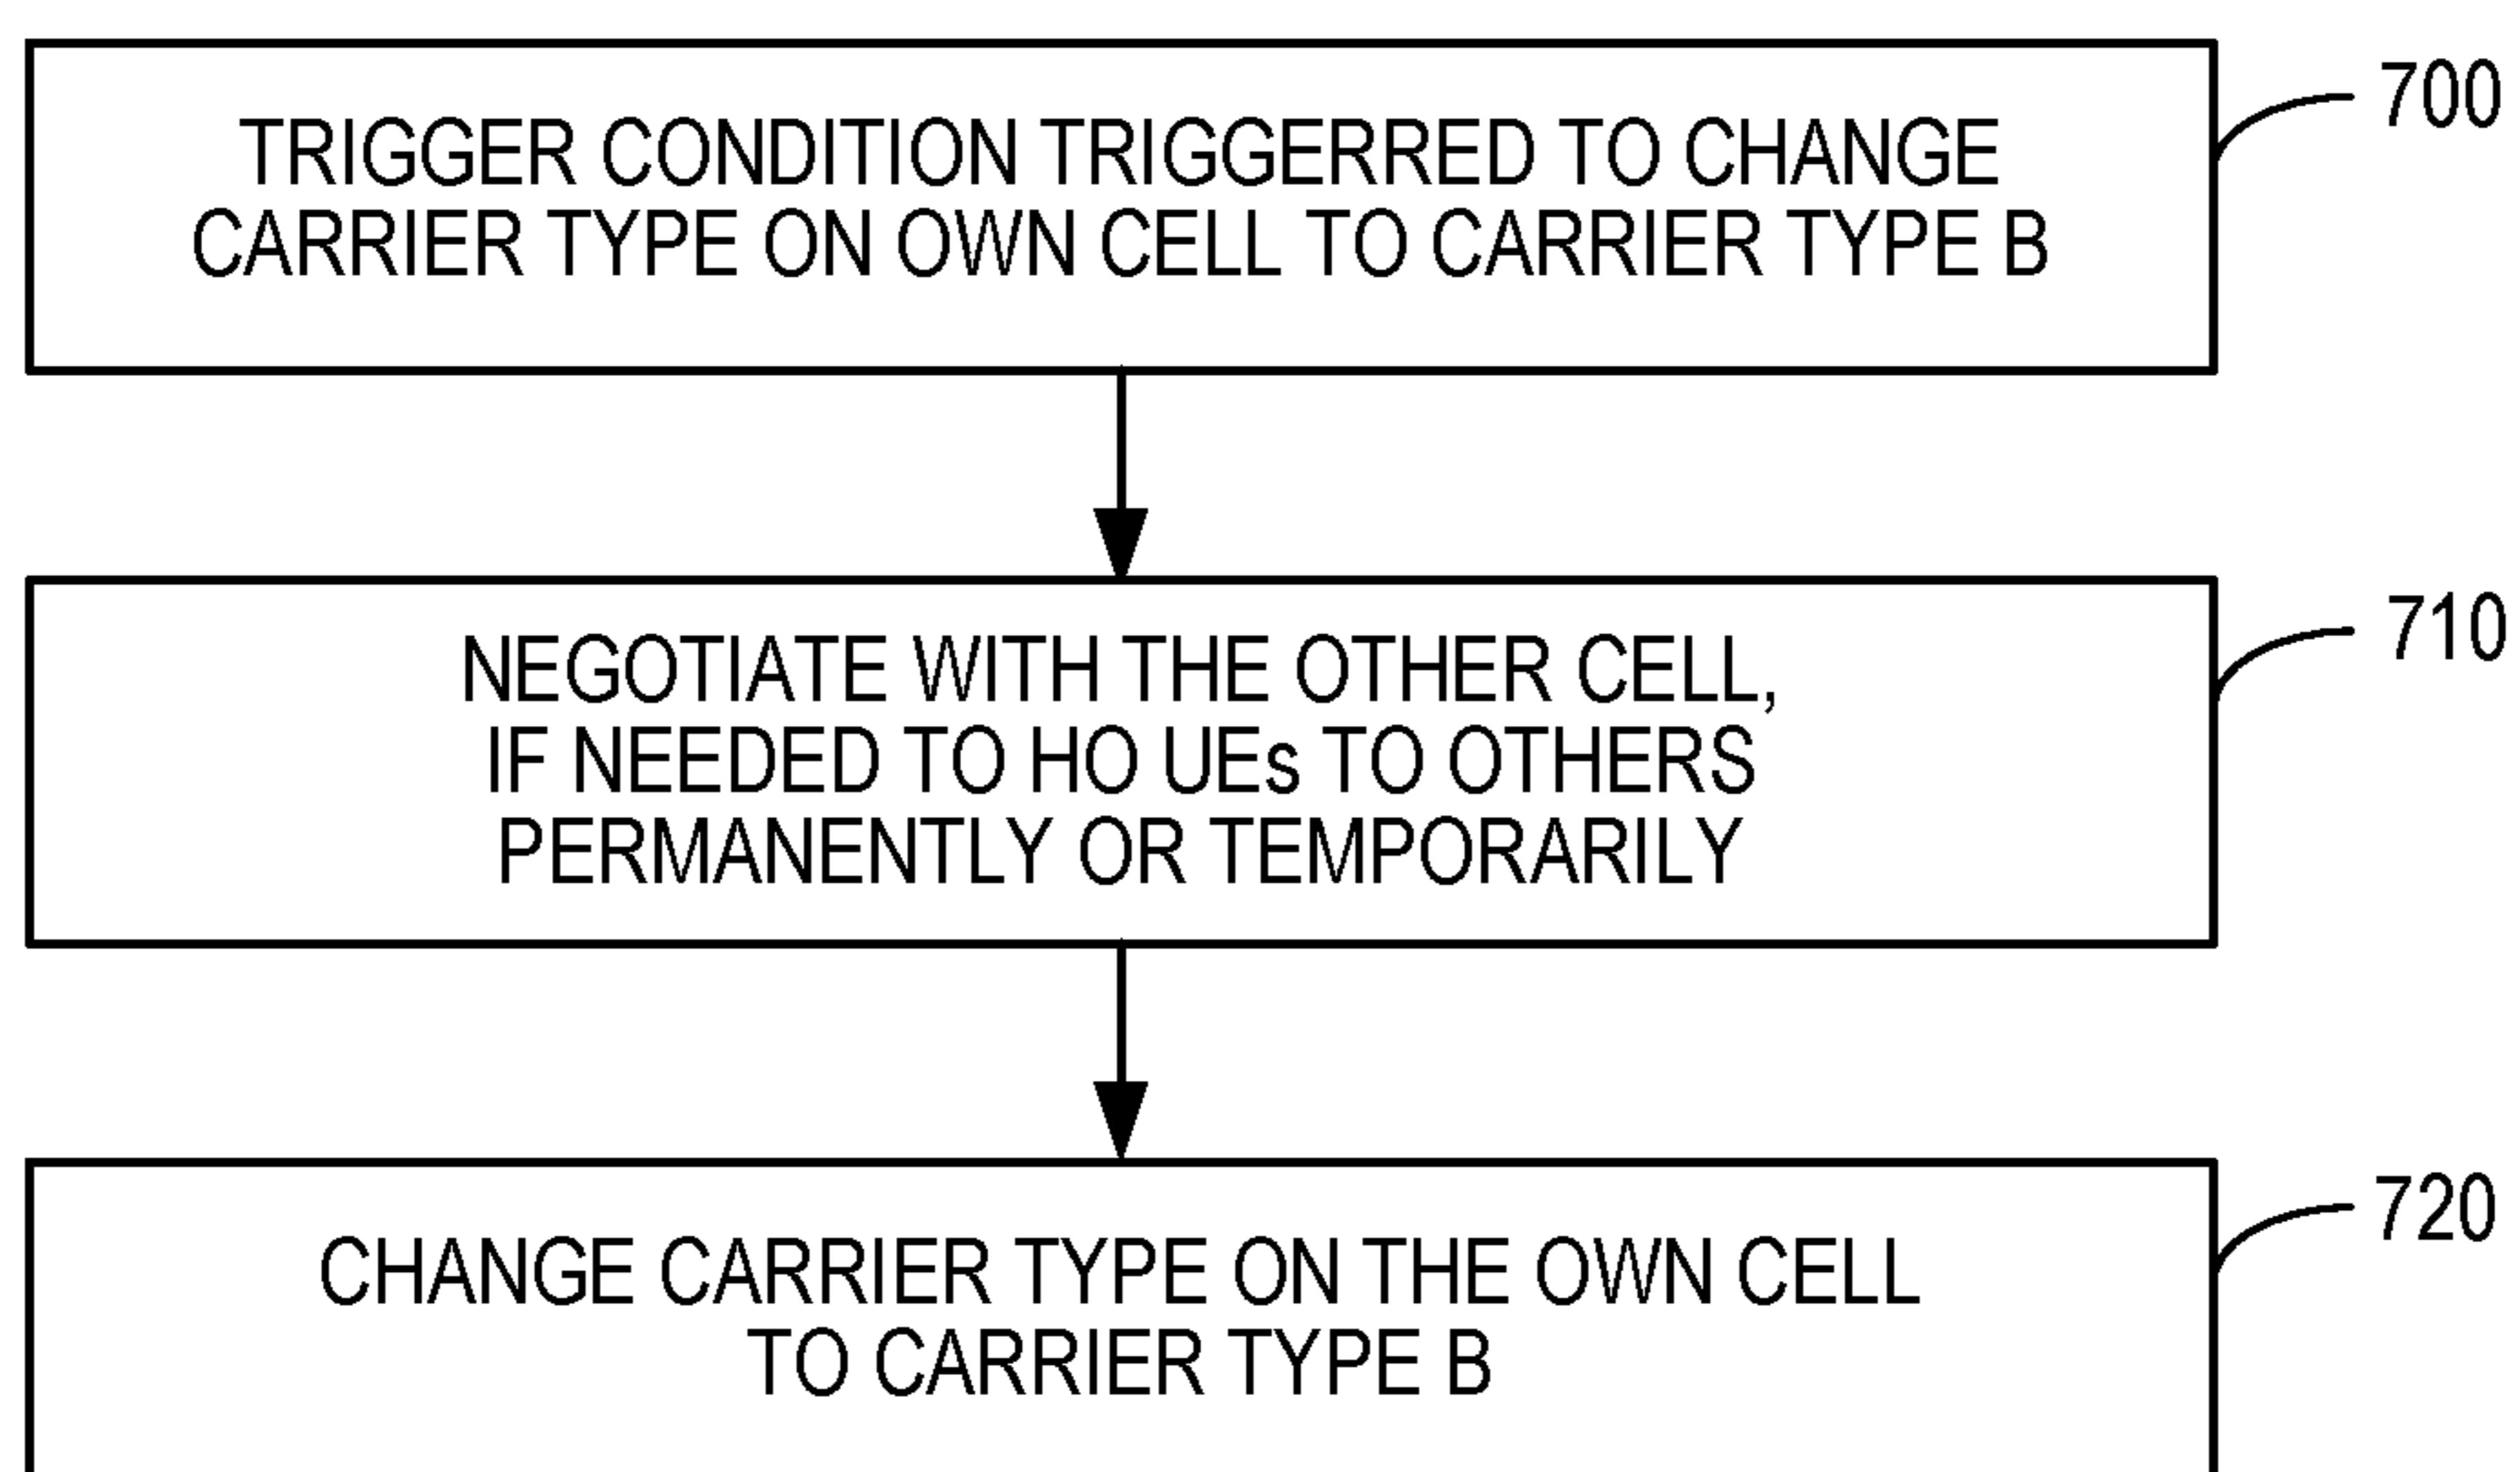 TRIGGER CONDITION TRIGGERRED TO CHANGE
CARRIER TYPE ON OWN CELL TO CARRIER TYPE B
700
NEGOTIATE WITH THE OTHER CELL,
IF NEEDED TO HO UEs TO OTHERS
PERMANENTLY OR TEMPORARILY
710
CHANGE CARRIER TYPE ON THE OWN CELL
TO CARRIER TYPE B
720